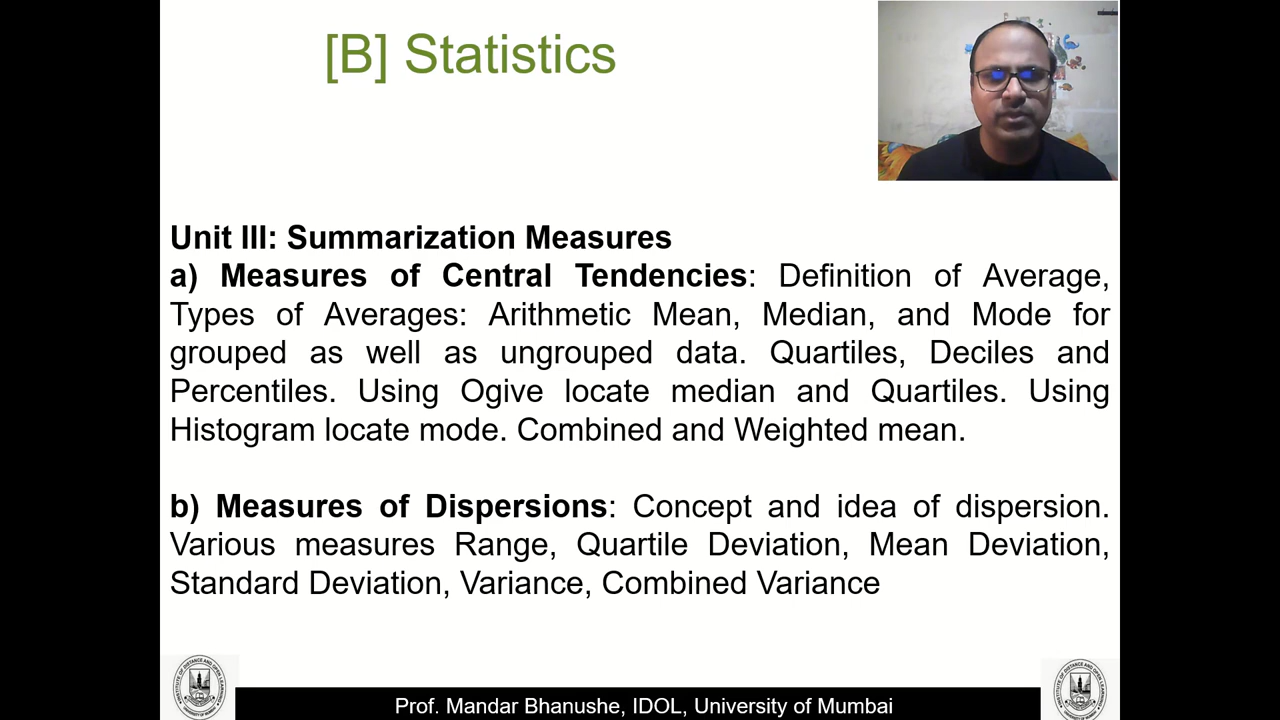 [B] Statistics
Unit III: Summarization Measures
a) Measures of Central Tendencies: Definition of Average,
Types of Averages: Arithmetic Mean, Median, and Mode for
grouped as well as ungrouped data. Quartiles, Deciles and
Percentiles. Using Ogive locate median and Quartiles. Using
Histogram locate mode. Combined and Weighted mean.
b) Measures of Dispersions: Concept and idea of dispersion.
Various measures Range, Quartile Deviation, Mean Deviation,
Standard Deviation, Variance, Combined Variance
Prof. Mandar Bhanushe, IDOL, University of Mumbai